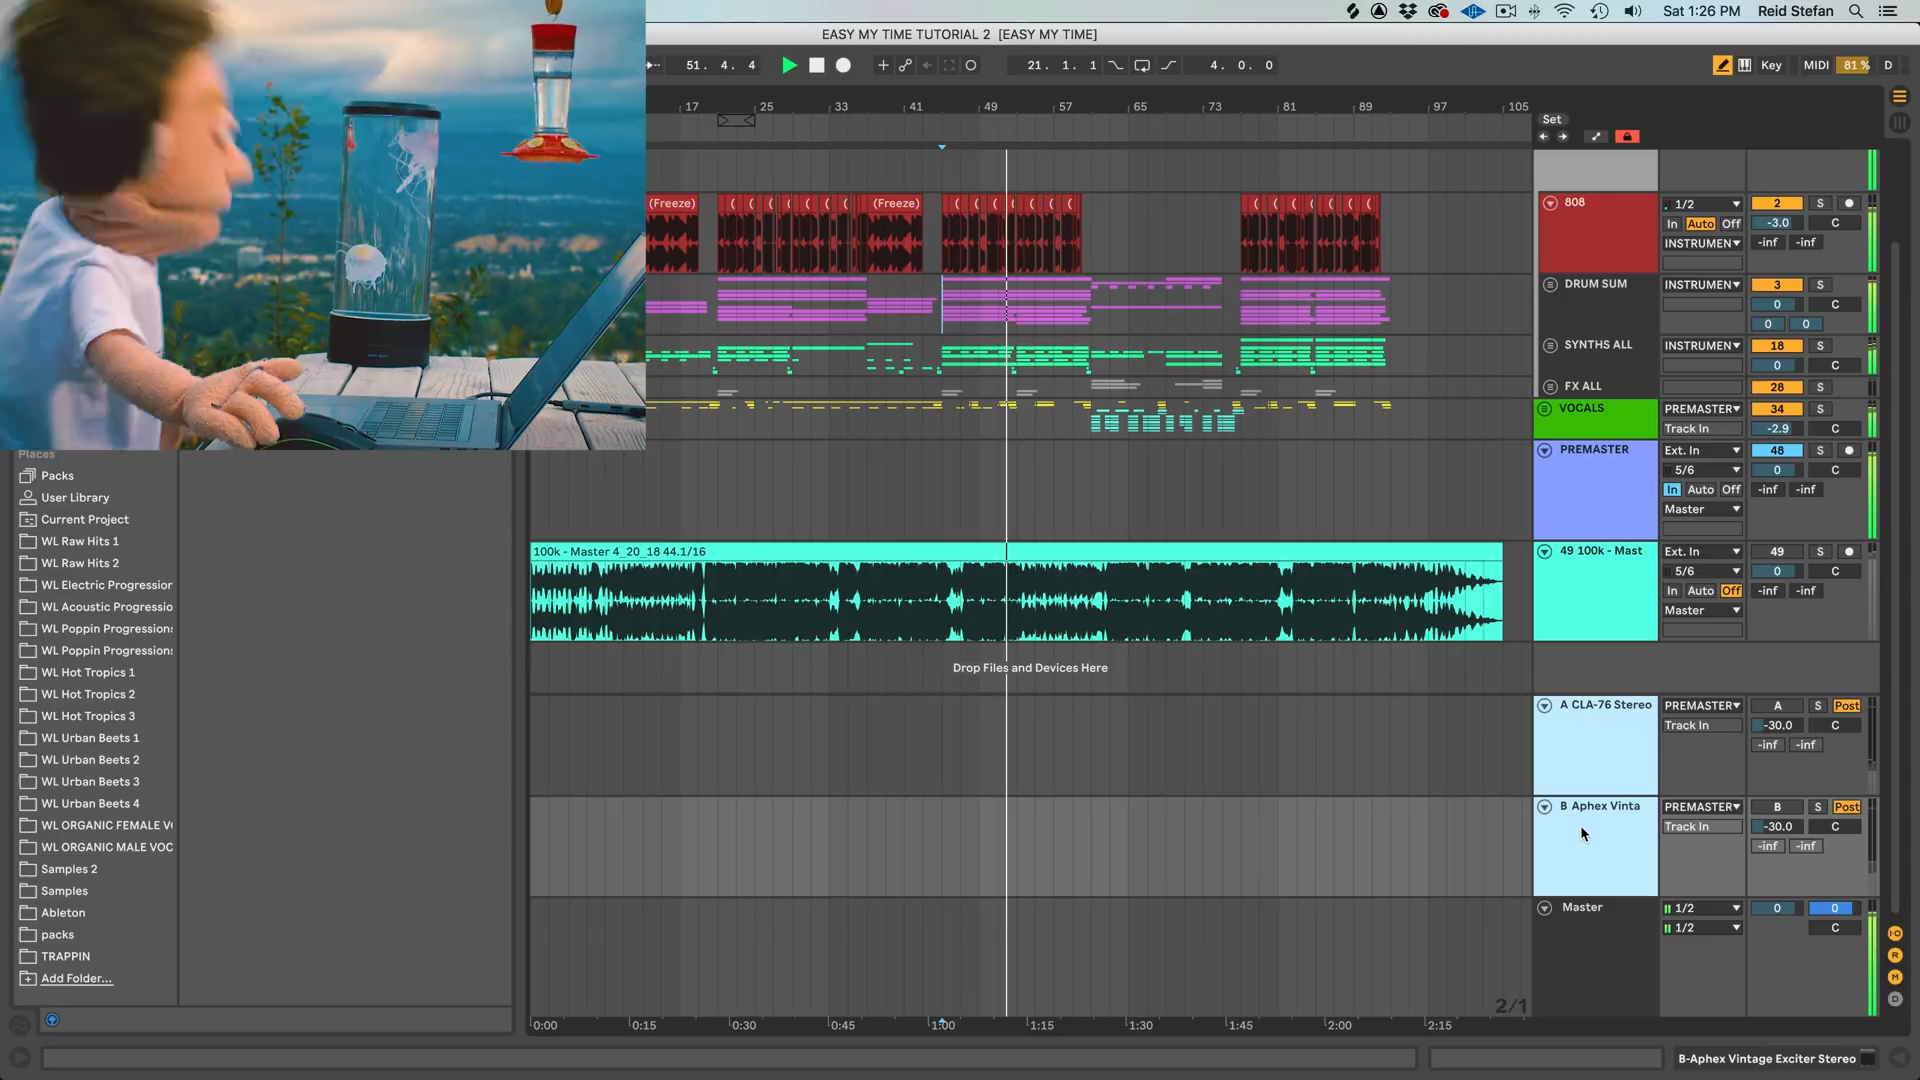 Sat 1:26 PM Reid Stefan
EASY MY TIME TUTORIAL 2 [EASY MY TIME]
51. 4. 4
21. 1. 1
4. 0. 0
Key MIDI 81 % D
17 25 33 41 49 57 65 73 81 89 97 105
Set
(Freeze) (Freeze)
808 1/2 2 S
In Auto Off -3.0 C
INSTRUMEN -inf -inf
DRUM SUM INSTRUMEN 3 S
0 C
0 0
SYNTHS ALL INSTRUMEN 18 S
0 C
FX ALL 28 S
VOCALS PREMASTER 34 S
Track In -2.9 C
PREMASTER Ext. In 48 S
5/6 0 C
In Auto Off -inf -inf
Master
100k - Master 4_20_18 44.1/16
49 100k - Mast Ext. In 49 S
5/6 0 C
In Auto Off -inf -inf
Master
Drop Files and Devices Here
A CLA-76 Stereo PREMASTER A S Post
Track In -30.0 C
-inf -inf
B Aphex Vinta PREMASTER B S Post
Track In -30.0 C
-inf -inf
Master 1/2 0 0
1/2 C
2/1
0:00 0:15 0:30 0:45 1:00 1:15 1:30 1:45 2:00 2:15
Places
Packs
User Library
Current Project
WL Raw Hits 1
WL Raw Hits 2
WL Electric Progression
WL Acoustic Progressio
WL Poppin Progressions
WL Poppin Progressions
WL Hot Tropics 1
WL Hot Tropics 2
WL Hot Tropics 3
WL Urban Beets 1
WL Urban Beets 2
WL Urban Beets 3
WL Urban Beets 4
WL ORGANIC FEMALE V
WL ORGANIC MALE VOC
Samples 2
Samples
Ableton
packs
TRAPPIN
Add Folder...
I·O
R
M
D
B-Aphex Vintage Exciter Stereo